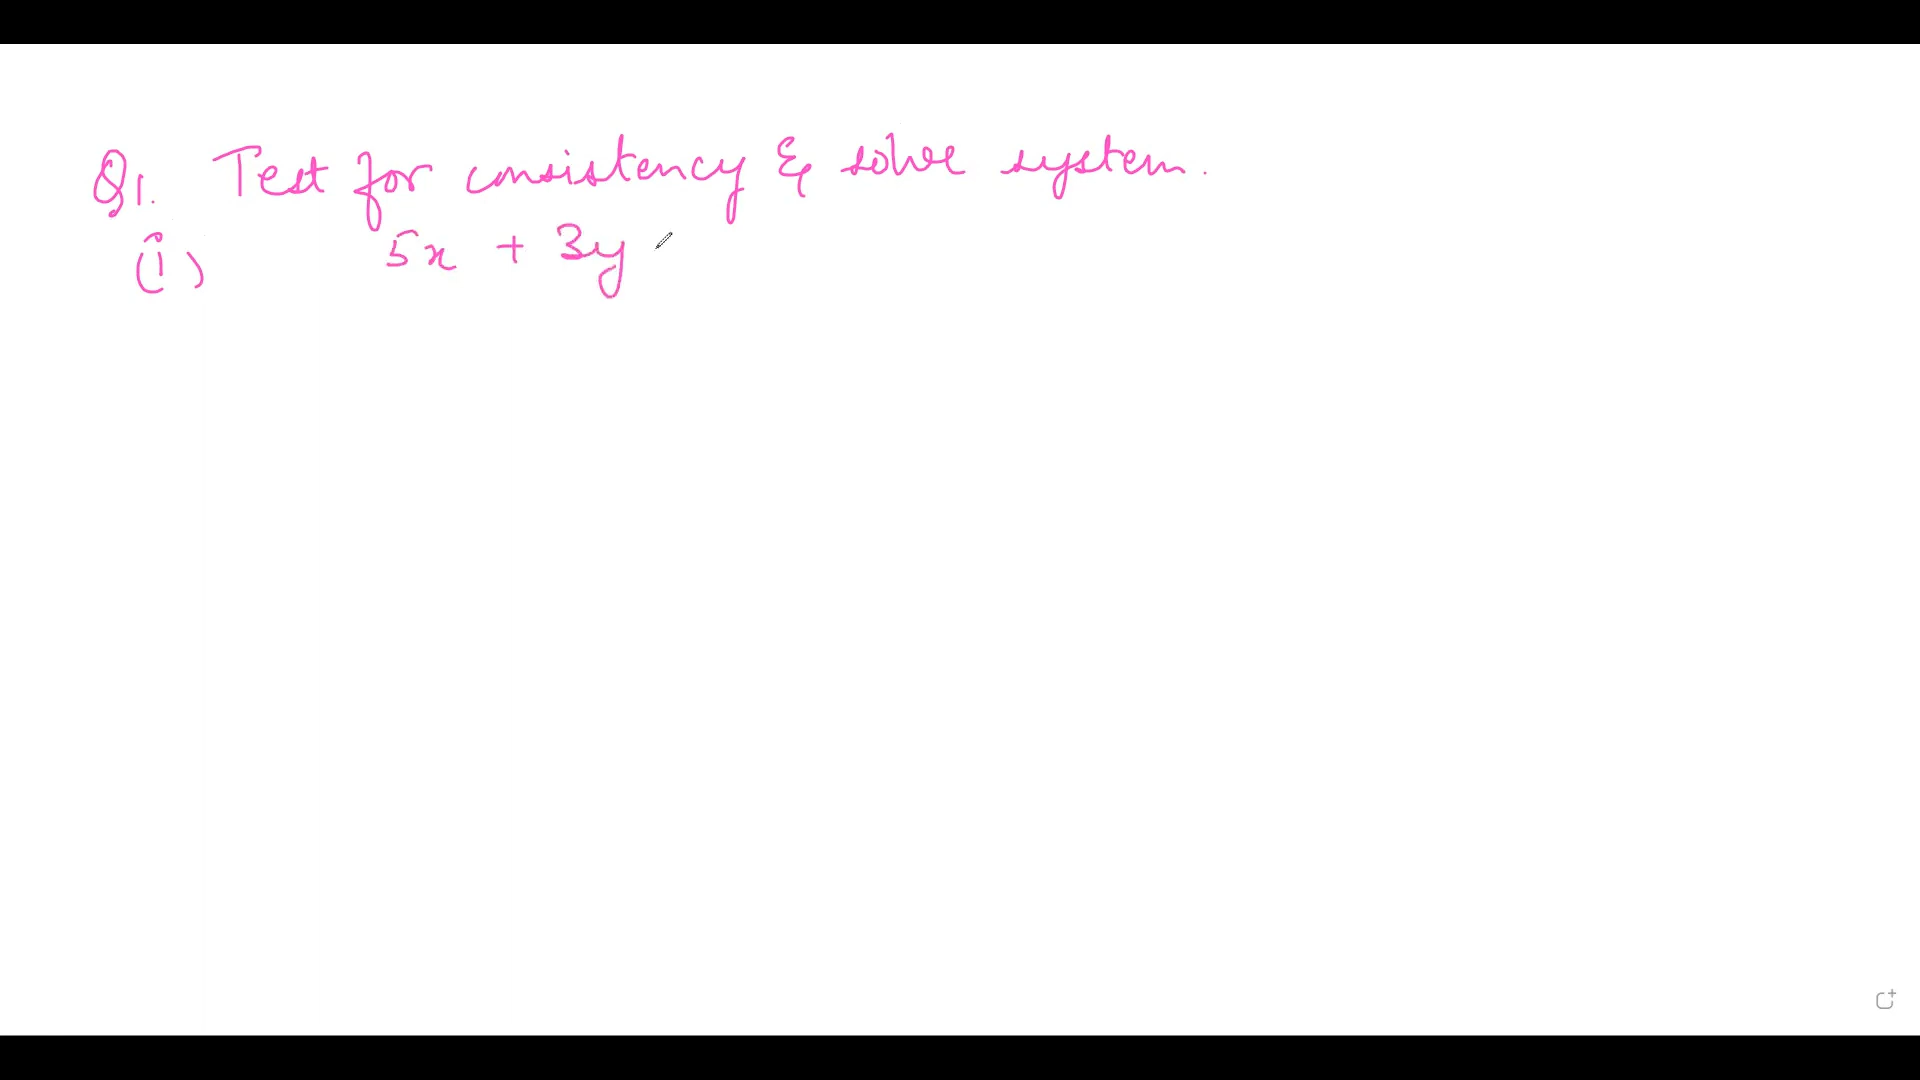 Q1. Test for consistency & solve system.
(i) 5x + 3y